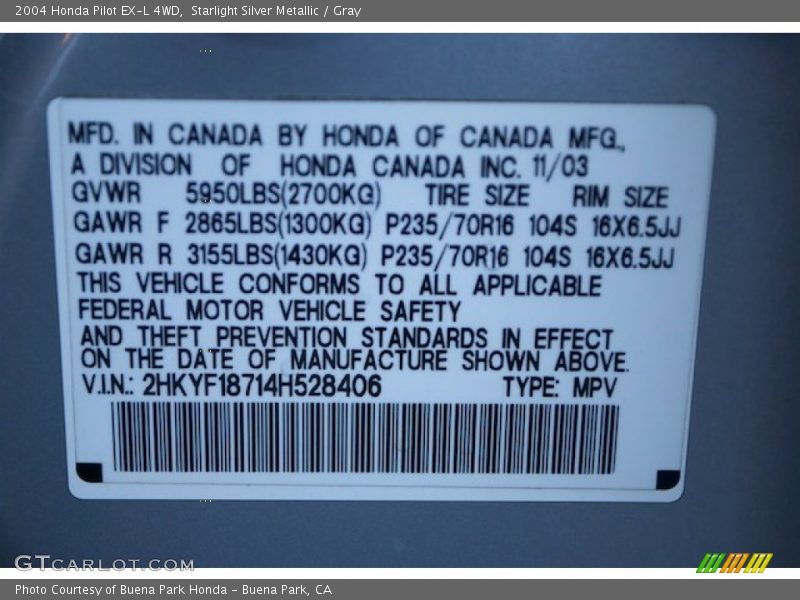 2004 Honda Pilot EX-L 4WD,  Starlight Silver Metallic / Gray
MFD. IN CANADA BY HONDA OF CANADA MFG.,
A DIVISION OF HONDA CANADA INC. 11/03
GVWR 5950LBS(2700KG) TIRE SIZE RIM SIZE
GAWR F 2865LBS(1300KG) P235/70R16 104S 16X6.5JJ
GAWR R 3155LBS(1430KG) P235/70R16 104S 16X6.5JJ
THIS VEHICLE CONFORMS TO ALL APPLICABLE
FEDERAL MOTOR VEHICLE SAFETY
AND THEFT PREVENTION STANDARDS IN EFFECT
ON THE DATE OF MANUFACTURE SHOWN ABOVE.
V.I.N.: 2HKYF18714H528406 TYPE: MPV
GTCARLOT.COM
Photo Courtesy of Buena Park Honda - Buena Park, CA